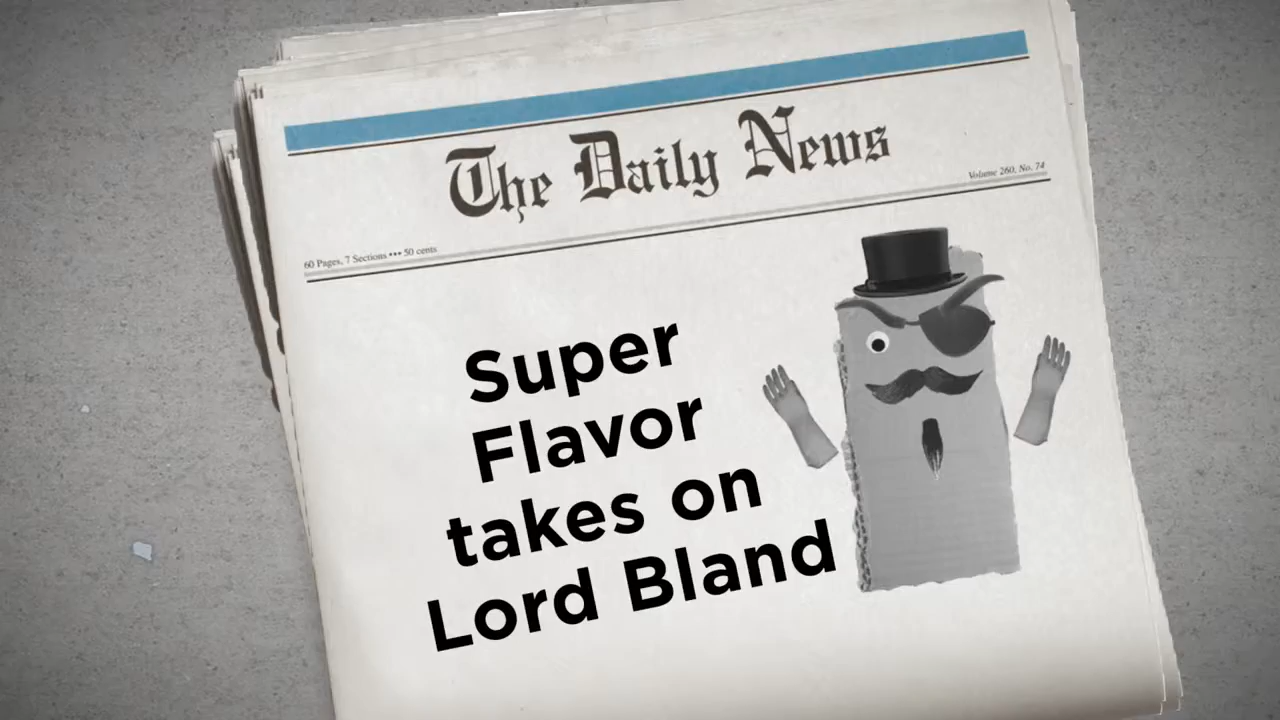 The Daily News
Volume 260, No. 74
60 Pages, 7 Sections ••• 50 cents
Super
Flavor
takes on
Lord Bland